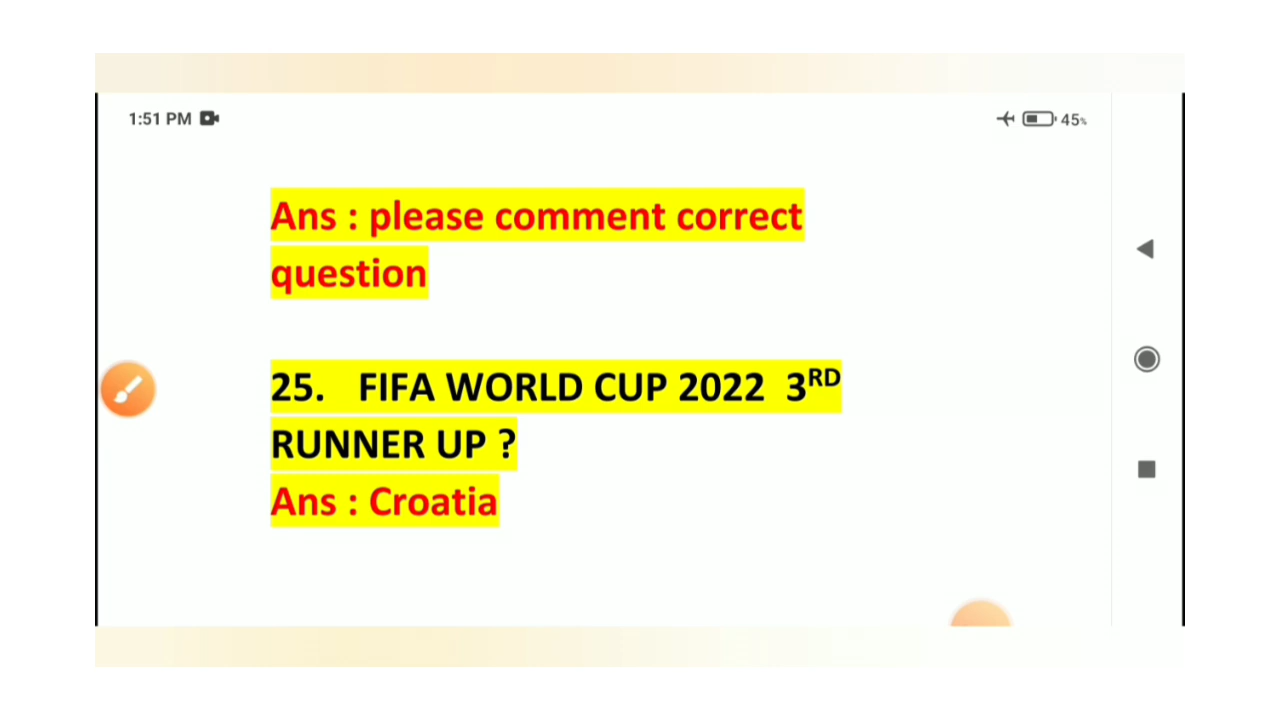 1:51 PM 45%
Ans : please comment correct
question
25. FIFA WORLD CUP 2022 3RD
RUNNER UP ?
Ans : Croatia